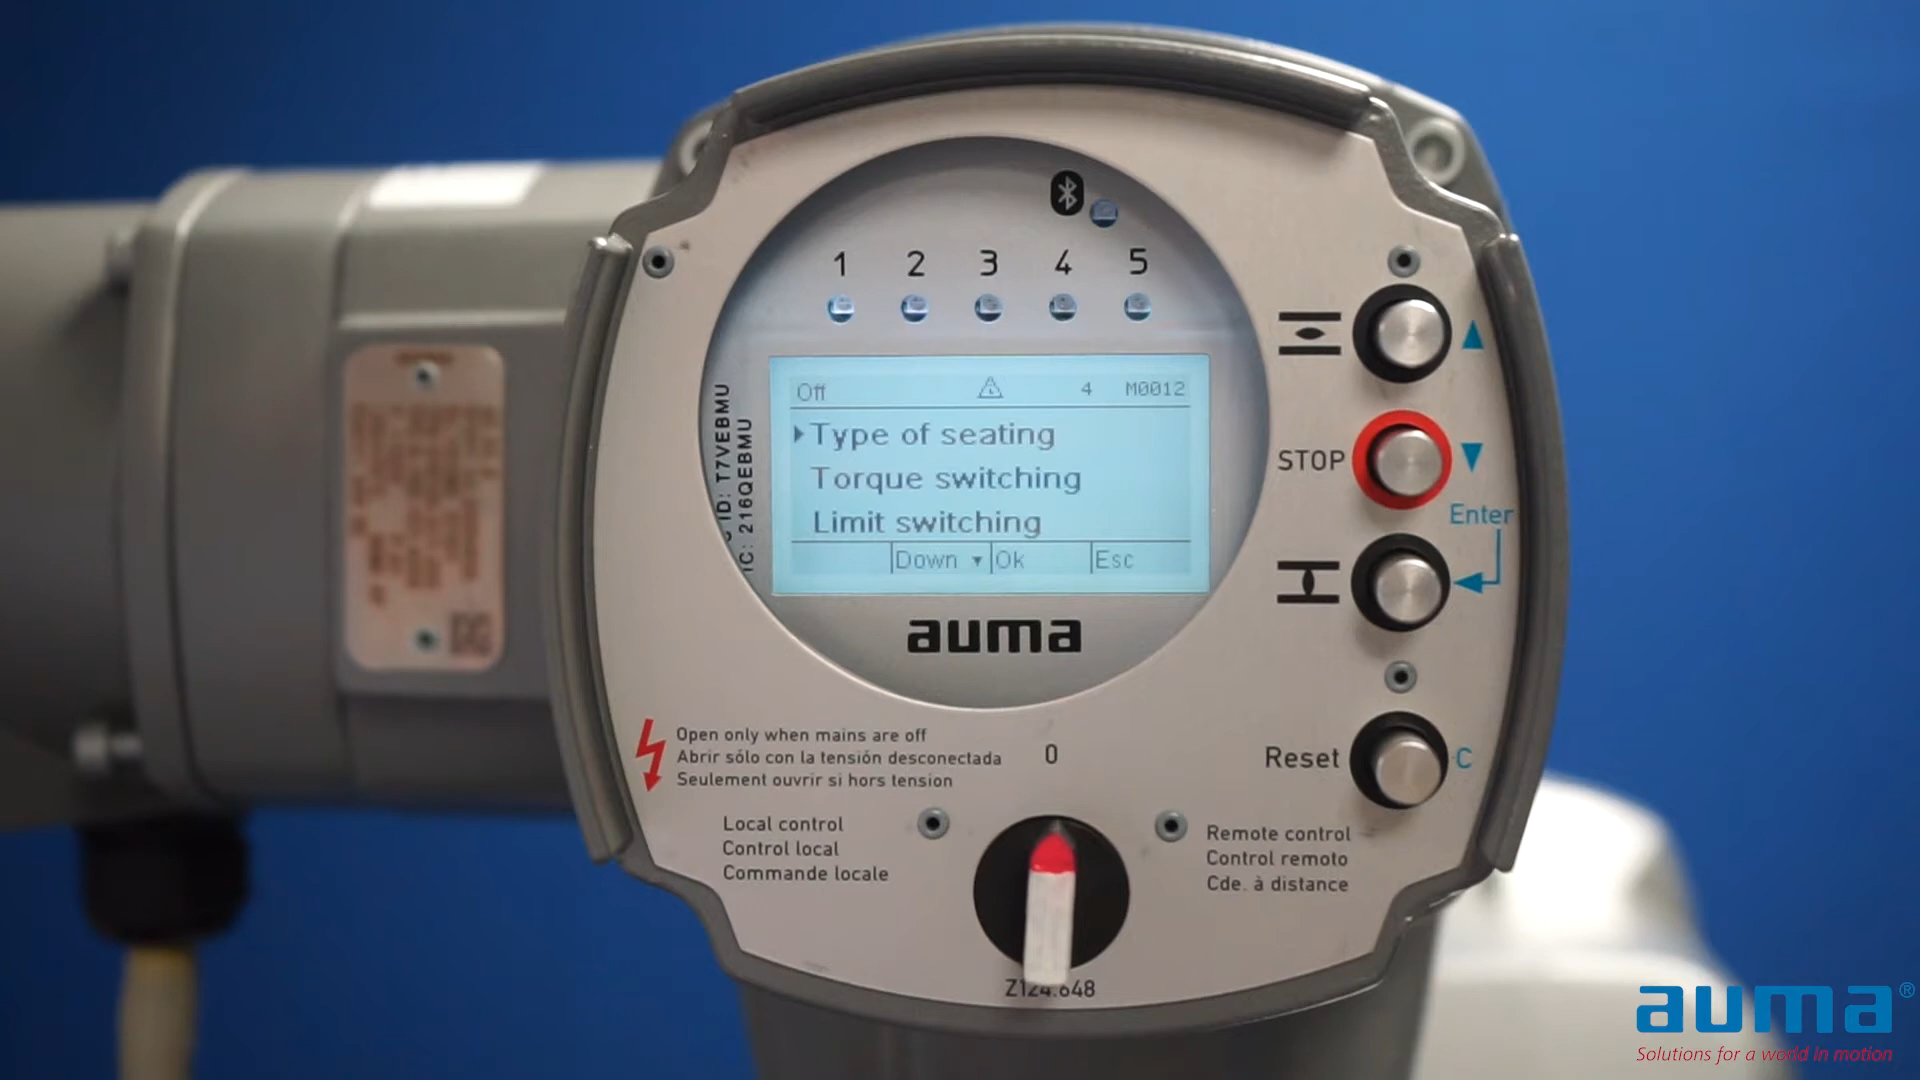 1 2 3 4 5
Off 4 M0012
Type of seating
Torque switching
Limit switching
Down Ok Esc
ID: T7VEBMU
IC: 216QEBMU
auma
STOP
Enter
Reset C
Open only when mains are off
Abrir sólo con la tensión desconectada
Seulement ouvrir si hors tension
0
Local control
Control local
Commande locale
Remote control
Control remoto
Cde. à distance
Z124.648
auma®
Solutions for a world in motion